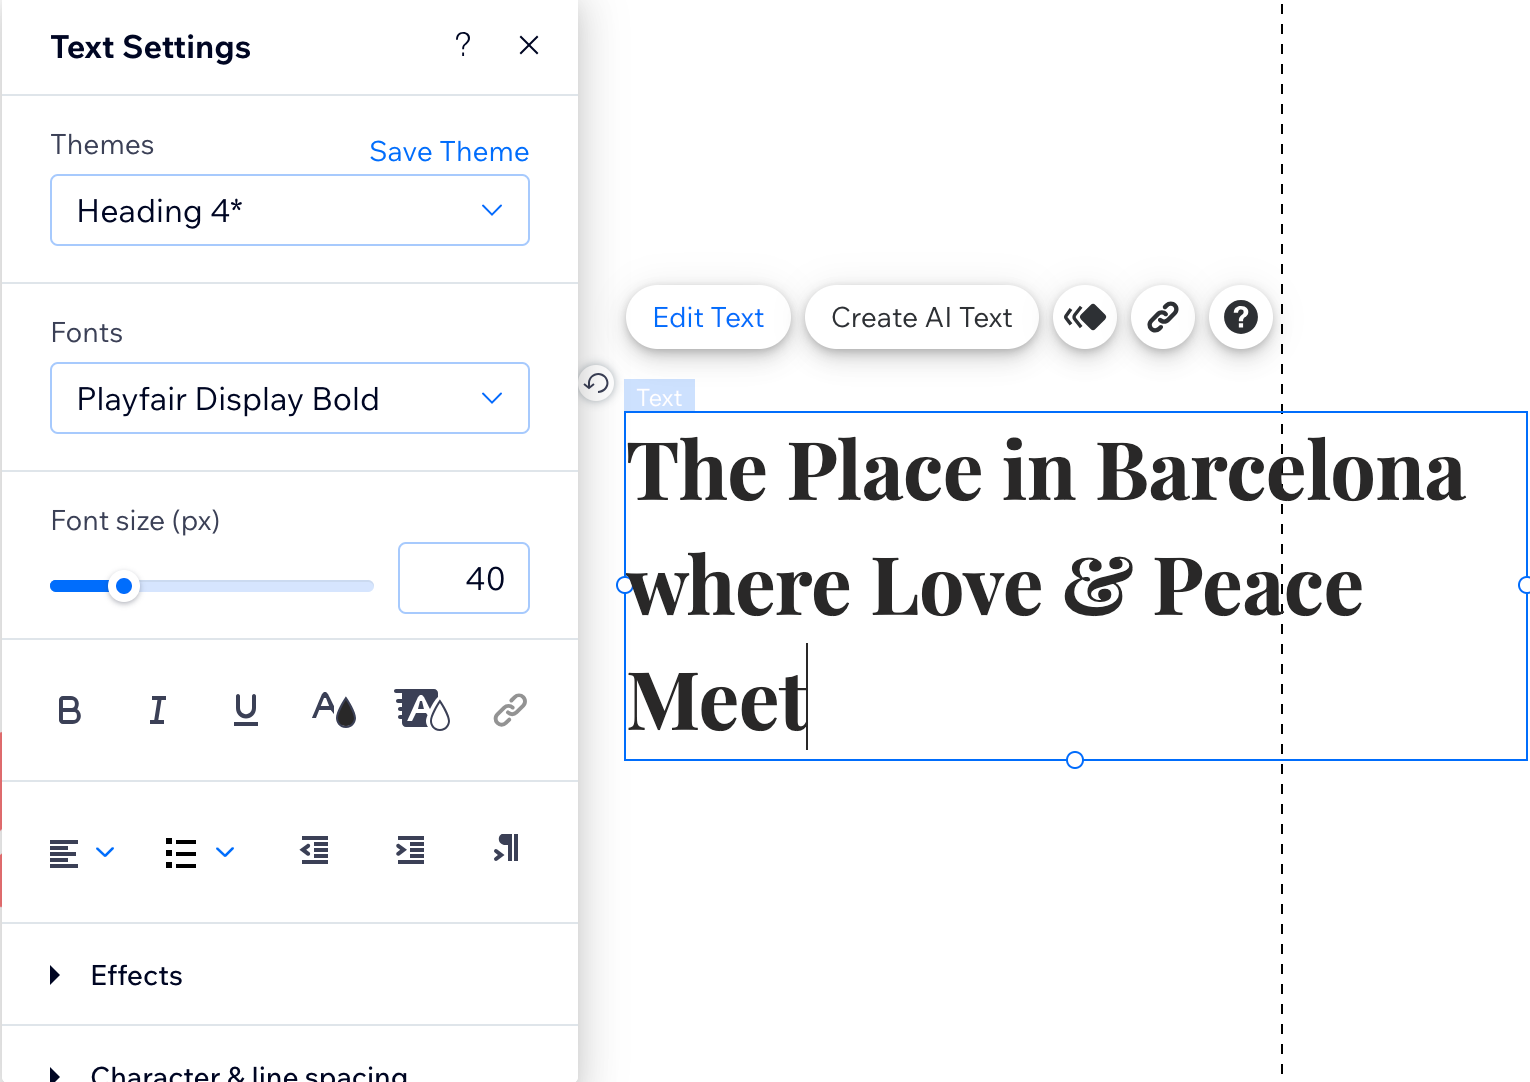 Text Settings
Themes
Save Theme
Heading 4*
Fonts
Playfair Display Bold
Font size (px)
40
B I U A A
Effects
Character & line spacing
Edit Text
Create AI Text
Text
The Place in Barcelona
where Love & Peace
Meet